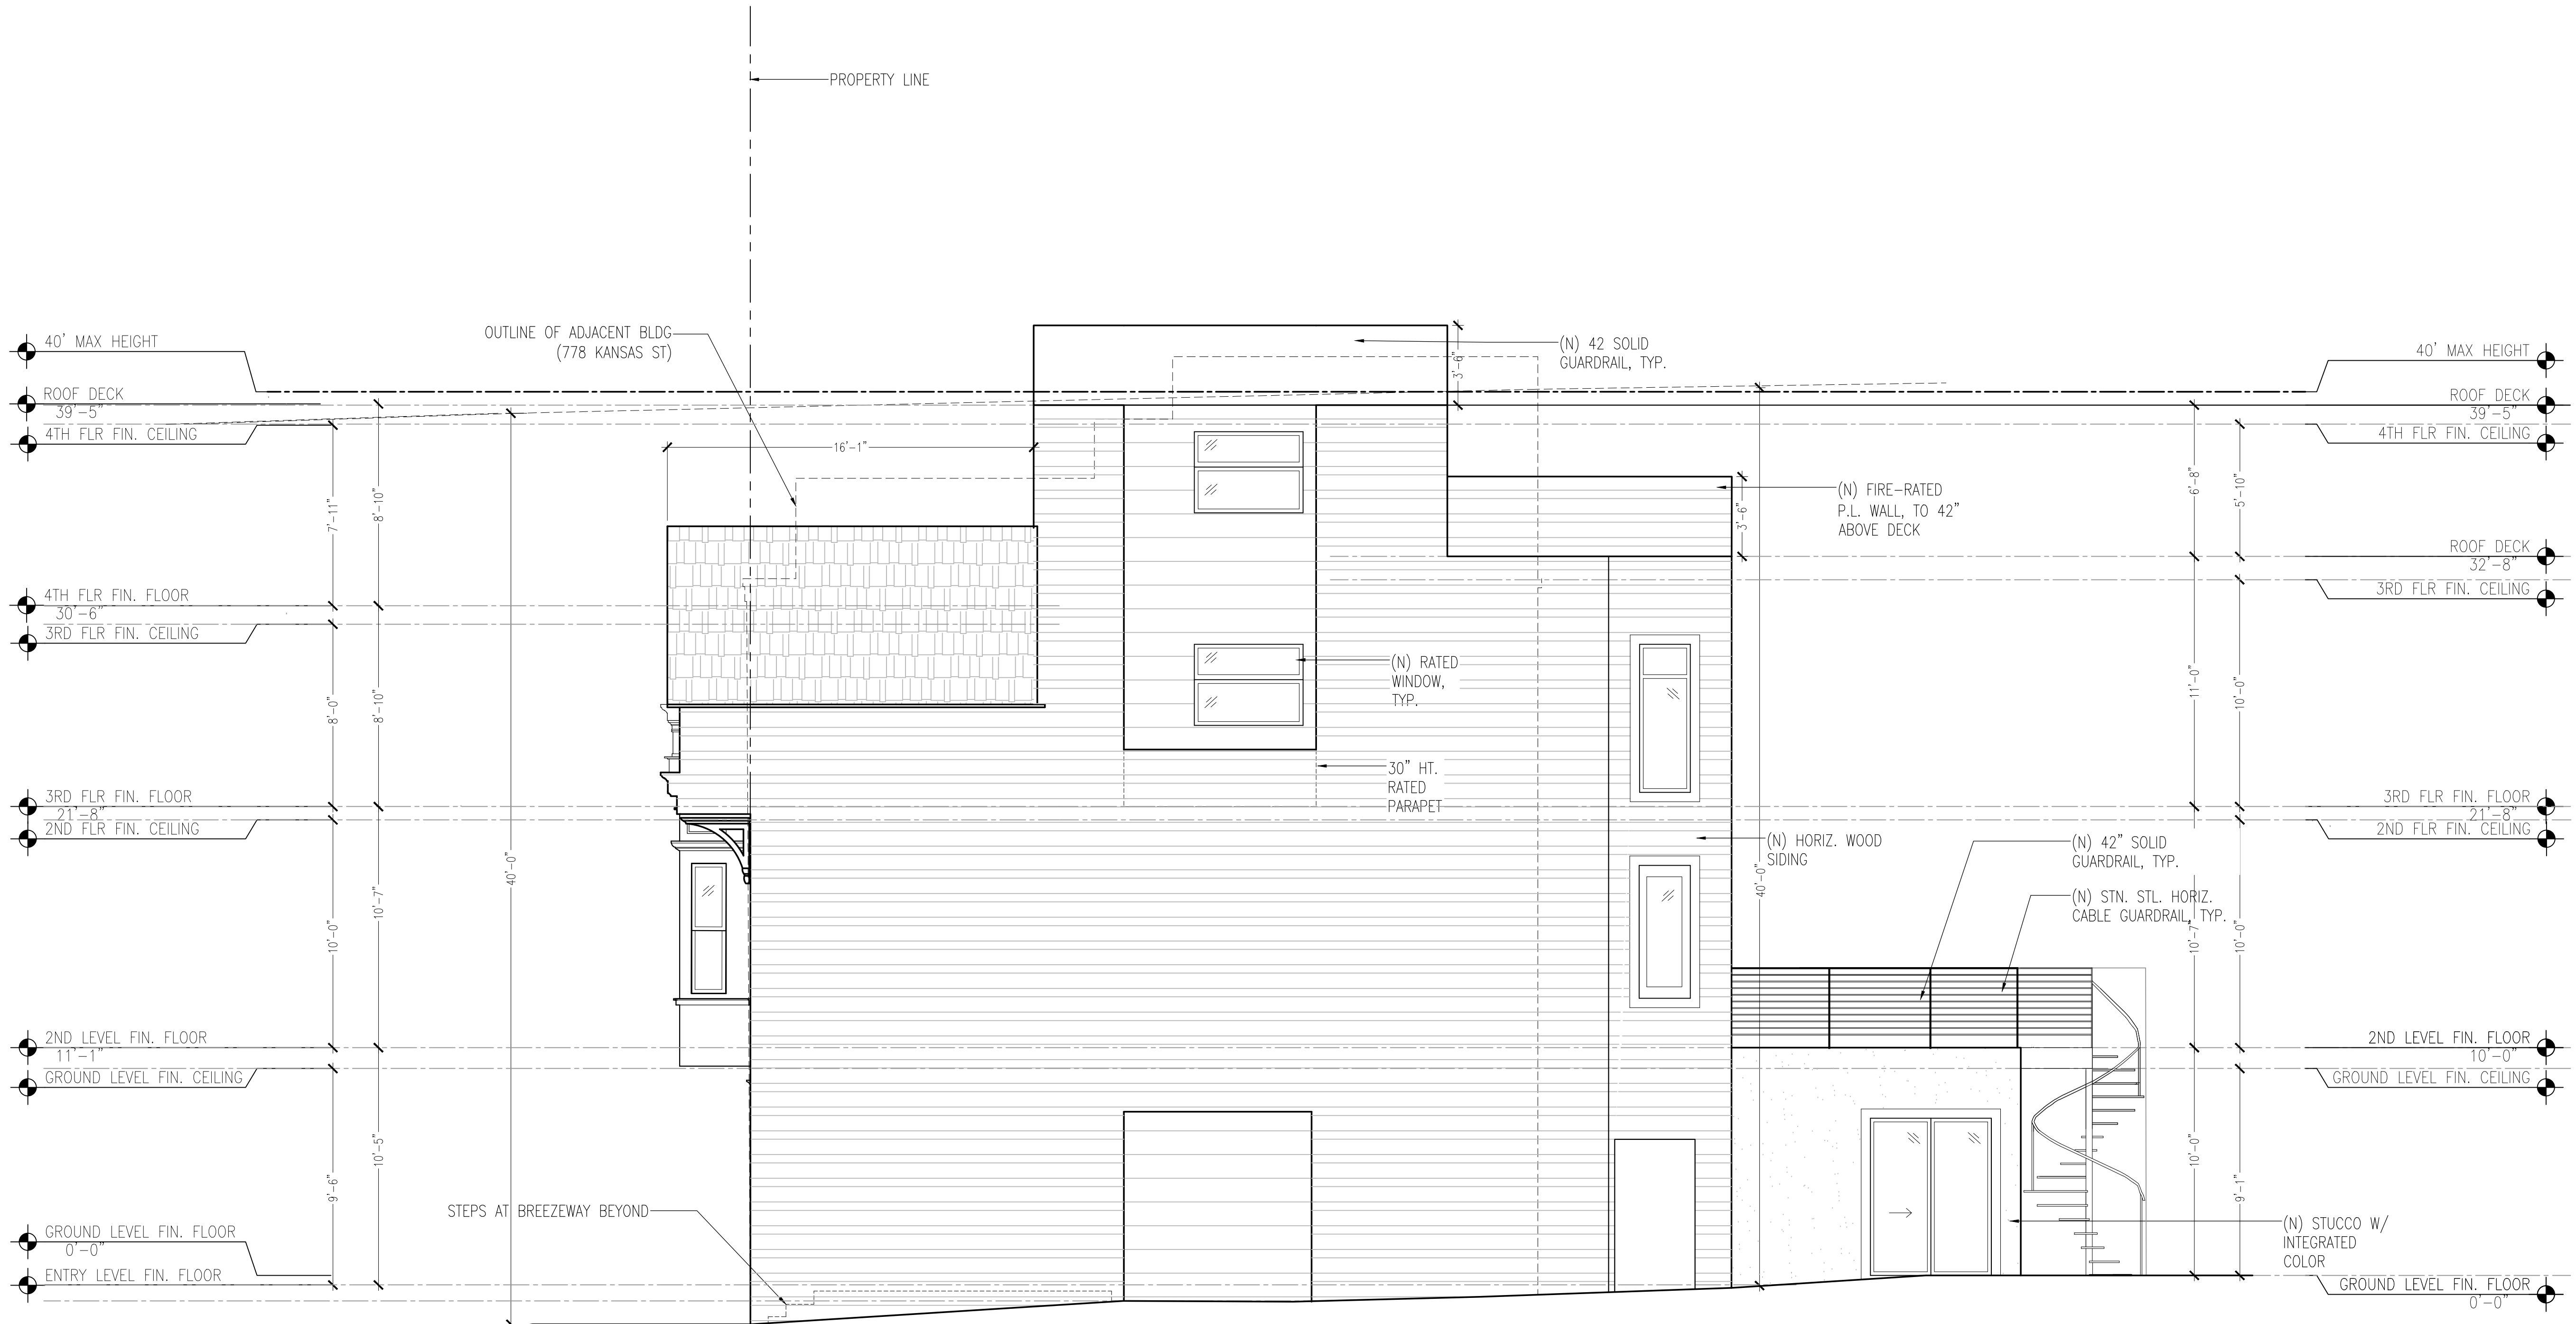 PROPERTY LINE
OUTLINE OF ADJACENT BLDG
(778 KANSAS ST)
(N) 42 SOLID
GUARDRAIL, TYP.
40' MAX HEIGHT
ROOF DECK
39'-5"
4TH FLR FIN. CEILING
4TH FLR FIN. FLOOR
30'-6"
3RD FLR FIN. CEILING
3RD FLR FIN. FLOOR
21'-8"
2ND FLR FIN. CEILING
2ND LEVEL FIN. FLOOR
11'-1"
GROUND LEVEL FIN. CEILING
GROUND LEVEL FIN. FLOOR
0'-0"
ENTRY LEVEL FIN. FLOOR
7'-11"
8'-0"
10'-0"
9'-6"
8'-10"
8'-10"
10'-7"
10'-5"
40'-0"
16'-1"
3'-6"
3'-6"
(N) FIRE-RATED
P.L. WALL, TO 42"
ABOVE DECK
(N) RATED
WINDOW,
TYP.
30" HT.
RATED
PARAPET
(N) HORIZ. WOOD
SIDING
40'-0"
(N) 42" SOLID
GUARDRAIL, TYP.
(N) STN. STL. HORIZ.
CABLE GUARDRAIL, TYP.
STEPS AT BREEZEWAY BEYOND
(N) STUCCO W/
INTEGRATED
COLOR
6'-8"
11'-0"
10'-7"
10'-0"
5'-10"
10'-0"
10'-0"
9'-1"
40' MAX HEIGHT
ROOF DECK
39'-5"
4TH FLR FIN. CEILING
ROOF DECK
32'-8"
3RD FLR FIN. CEILING
3RD FLR FIN. FLOOR
21'-8"
2ND FLR FIN. CEILING
2ND LEVEL FIN. FLOOR
10'-0"
GROUND LEVEL FIN. CEILING
GROUND LEVEL FIN. FLOOR
0'-0"